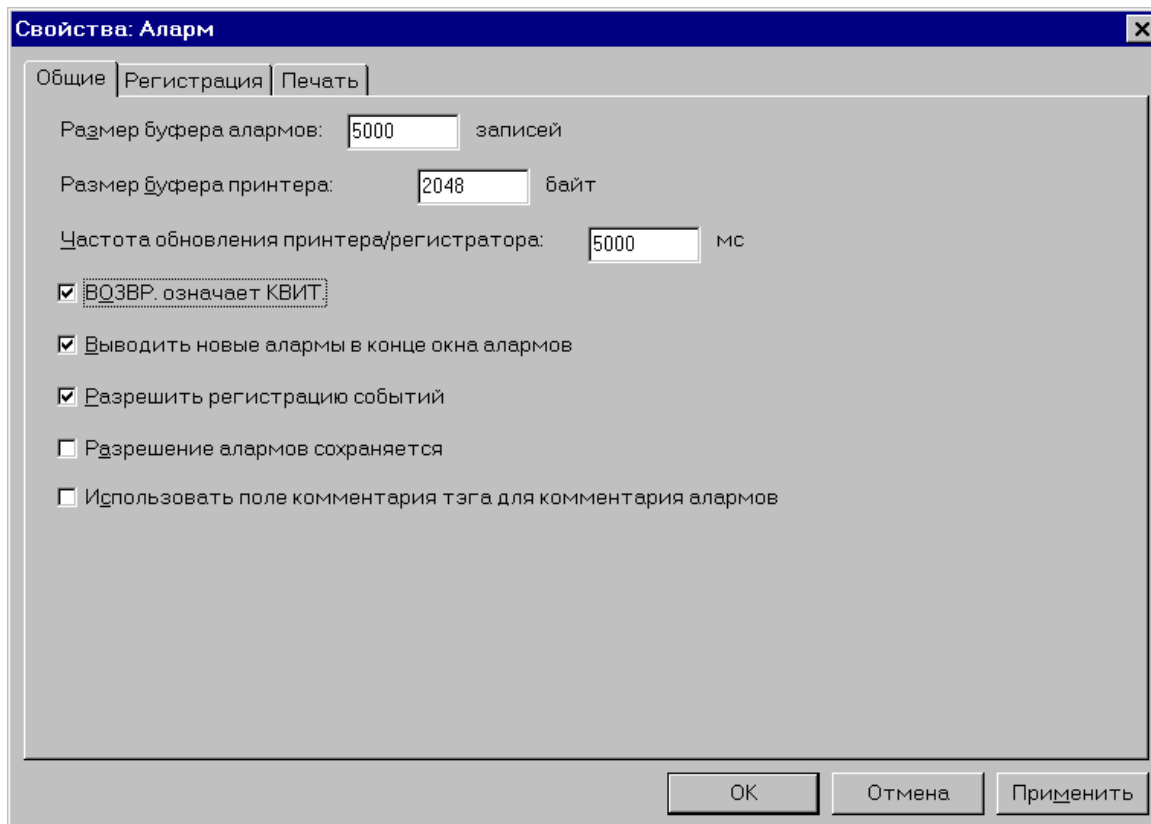 Свойства: Аларм
Общие Регистрация Печать
Размер буфера алармов: 5000 записей
Размер буфера принтера: 2048 байт
Частота обновления принтера/регистратора: 5000 мс
ВОЗВР. означает КВИТ.
Выводить новые алармы в конце окна алармов
Разрешить регистрацию событий
Разрешение алармов сохраняется
Использовать поле комментария тэга для комментария алармов
OK Отмена Применить